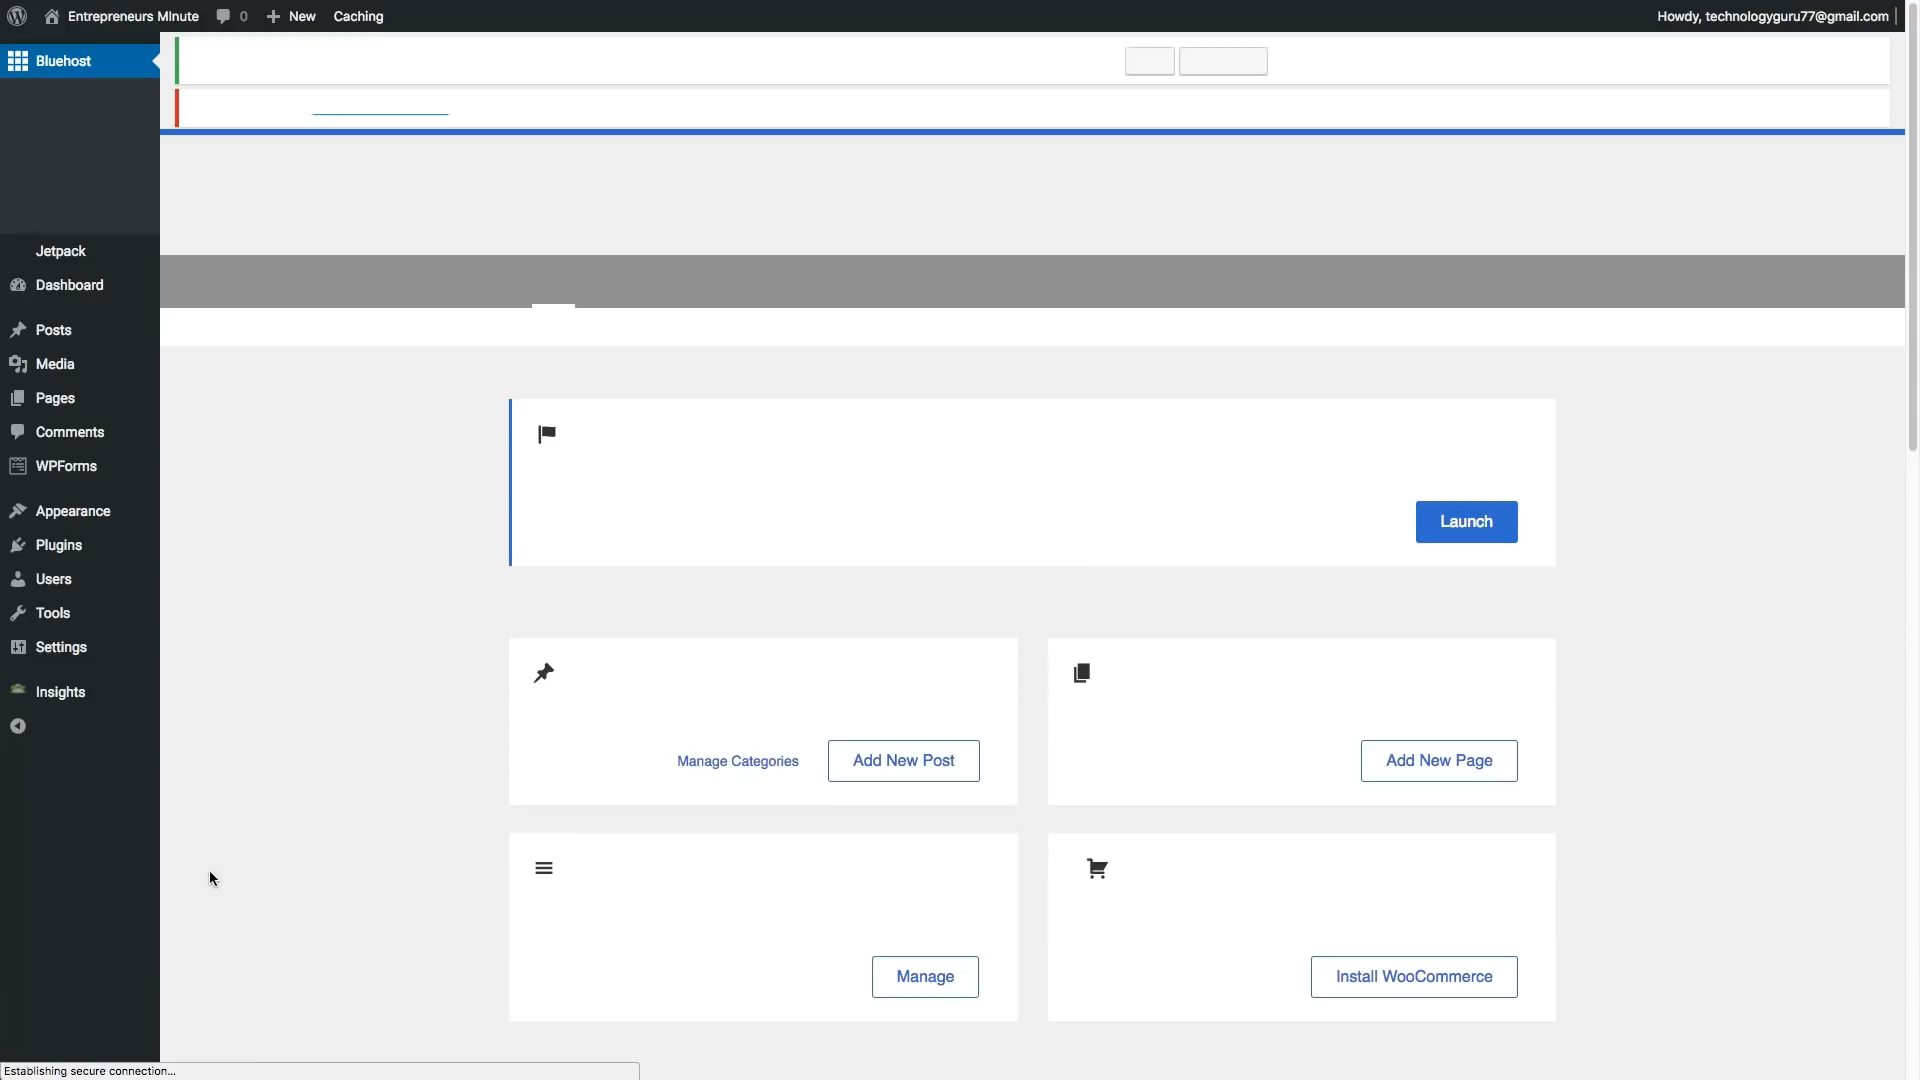 Entrepreneurs MInute
0
New
Caching
Howdy, technologyguru77@gmail.com
Bluehost
Jetpack
Dashboard
Posts
Media
Pages
Comments
WPForms
Appearance
Plugins
Users
Tools
Settings
Insights
Launch
Manage Categories
Add New Post
Add New Page
Manage
Install WooCommerce
Establishing secure connection...